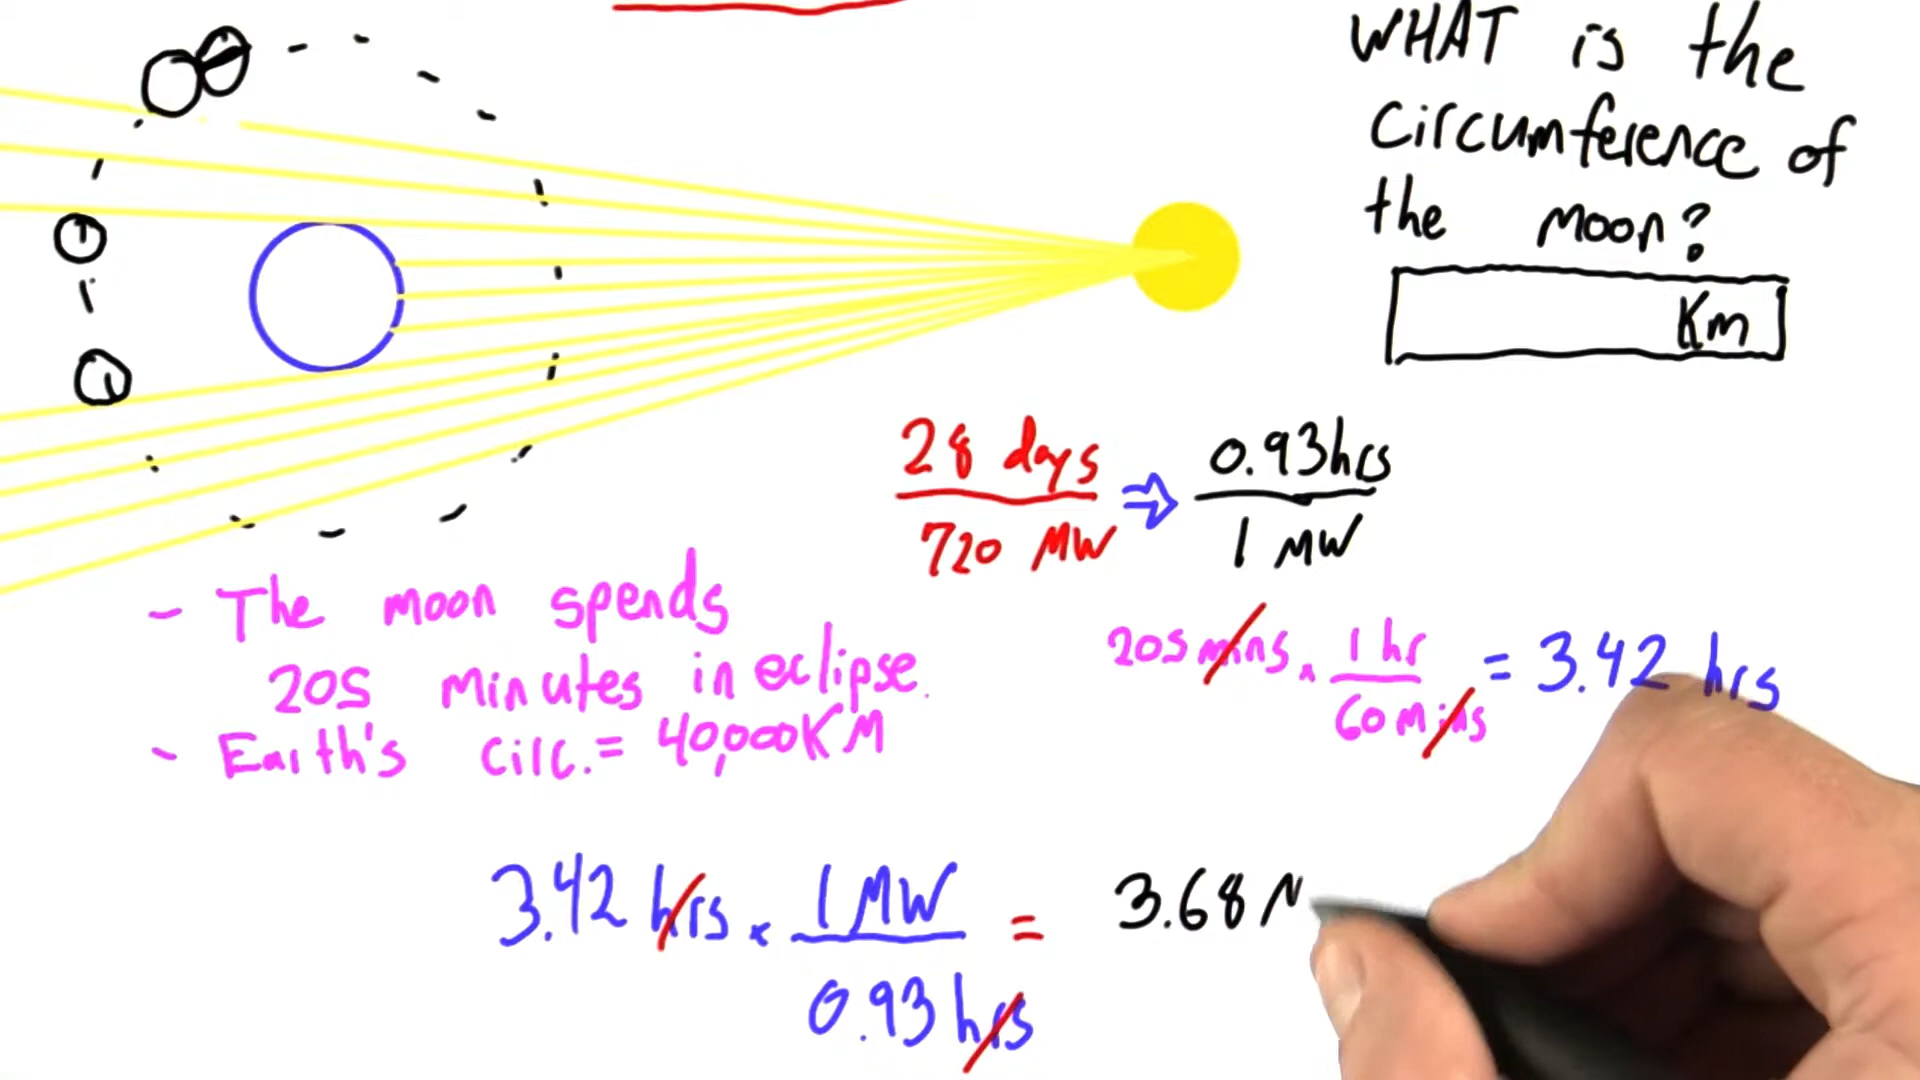 WHAT is the
circumference of
the moon?
Km
28 days
720 MW
⇒
0.93hrs
1 MW
- The moon spends
205 minutes in eclipse.
- Earth's circ. = 40,000KM
205 mins × 1 hr
60 mins
= 3.42 hrs
3.42 hrs × 1 MW
0.93 hrs
= 3.68 M